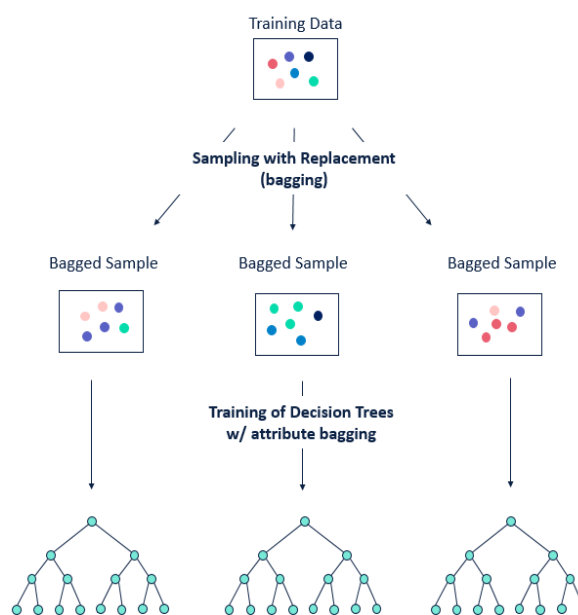 Training Data
Sampling with Replacement
(bagging)
Bagged Sample
Bagged Sample
Bagged Sample
Training of Decision Trees
w/ attribute bagging